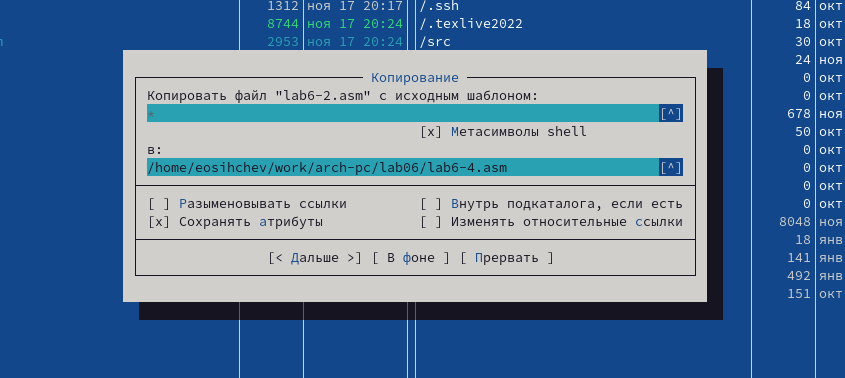 1312 ноя 17 20:17 /.ssh 84 окт
8744 ноя 17 20:24 /.texlive2022 18 окт
2953 ноя 17 20:24 /src 30 окт
24 ноя
Копирование 0 окт
Копировать файл "lab6-2.asm" с исходным шаблоном: 0 окт
* [^] 678 ноя
[x] Метасимволы shell 50 окт
в: 0 окт
/home/eosihchev/work/arch-pc/lab06/lab6-4.asm [^] 0 окт
0 окт
[ ] Разыменовывать ссылки [ ] Внутрь подкаталога, если есть 0 окт
[x] Сохранять атрибуты [ ] Изменять относительные ссылки 8048 ноя
18 янв
[< Дальше >] [ В фоне ] [ Прервать ] 141 янв
492 янв
151 окт